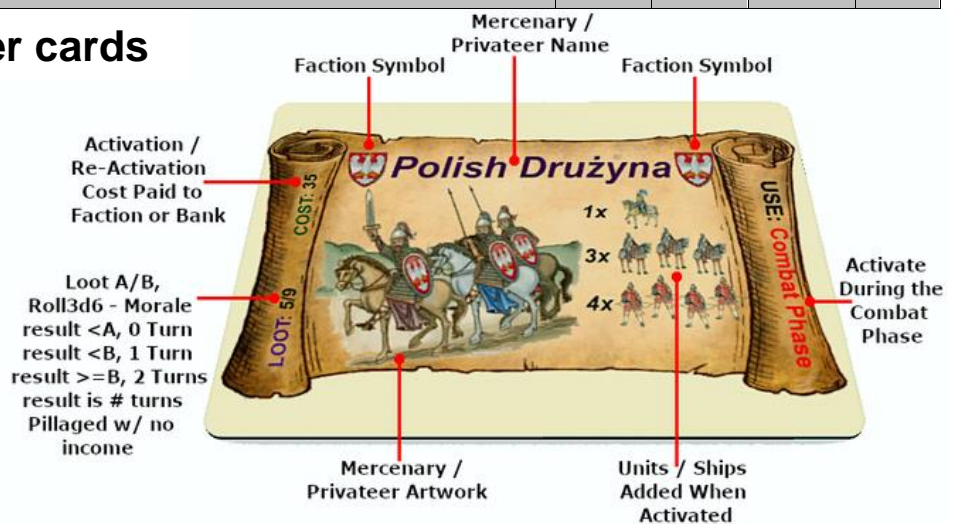 er cards
Mercenary /
Privateer Name
Faction Symbol
Faction Symbol
Activation /
Re-Activation
Cost Paid to
Faction or Bank
Polish Drużyna
COST: 35
1x
3x
4x
USE: Combat Phase
LOOT: 5/9
Loot A/B,
Roll3d6 - Morale
result <A, 0 Turn
result <B, 1 Turn
result >=B, 2 Turns
result is # turns
Pillaged w/ no
income
Activate
During the
Combat
Phase
Mercenary /
Privateer Artwork
Units / Ships
Added When
Activated